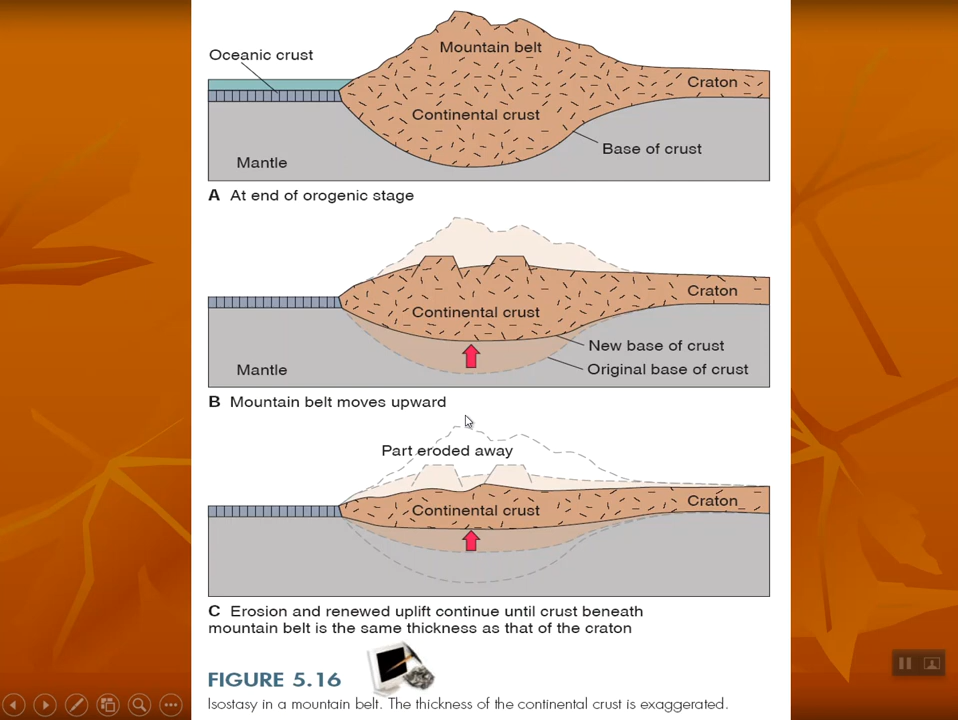 Oceanic crust
Mountain belt
Craton
Continental crust
Base of crust
Mantle
A At end of orogenic stage
Craton
Continental crust
New base of crust
Original base of crust
Mantle
B Mountain belt moves upward
Part eroded away
Craton
Continental crust
C Erosion and renewed uplift continue until crust beneath
mountain belt is the same thickness as that of the craton
FIGURE 5.16
Isostasy in a mountain belt. The thickness of the continental crust is exaggerated.